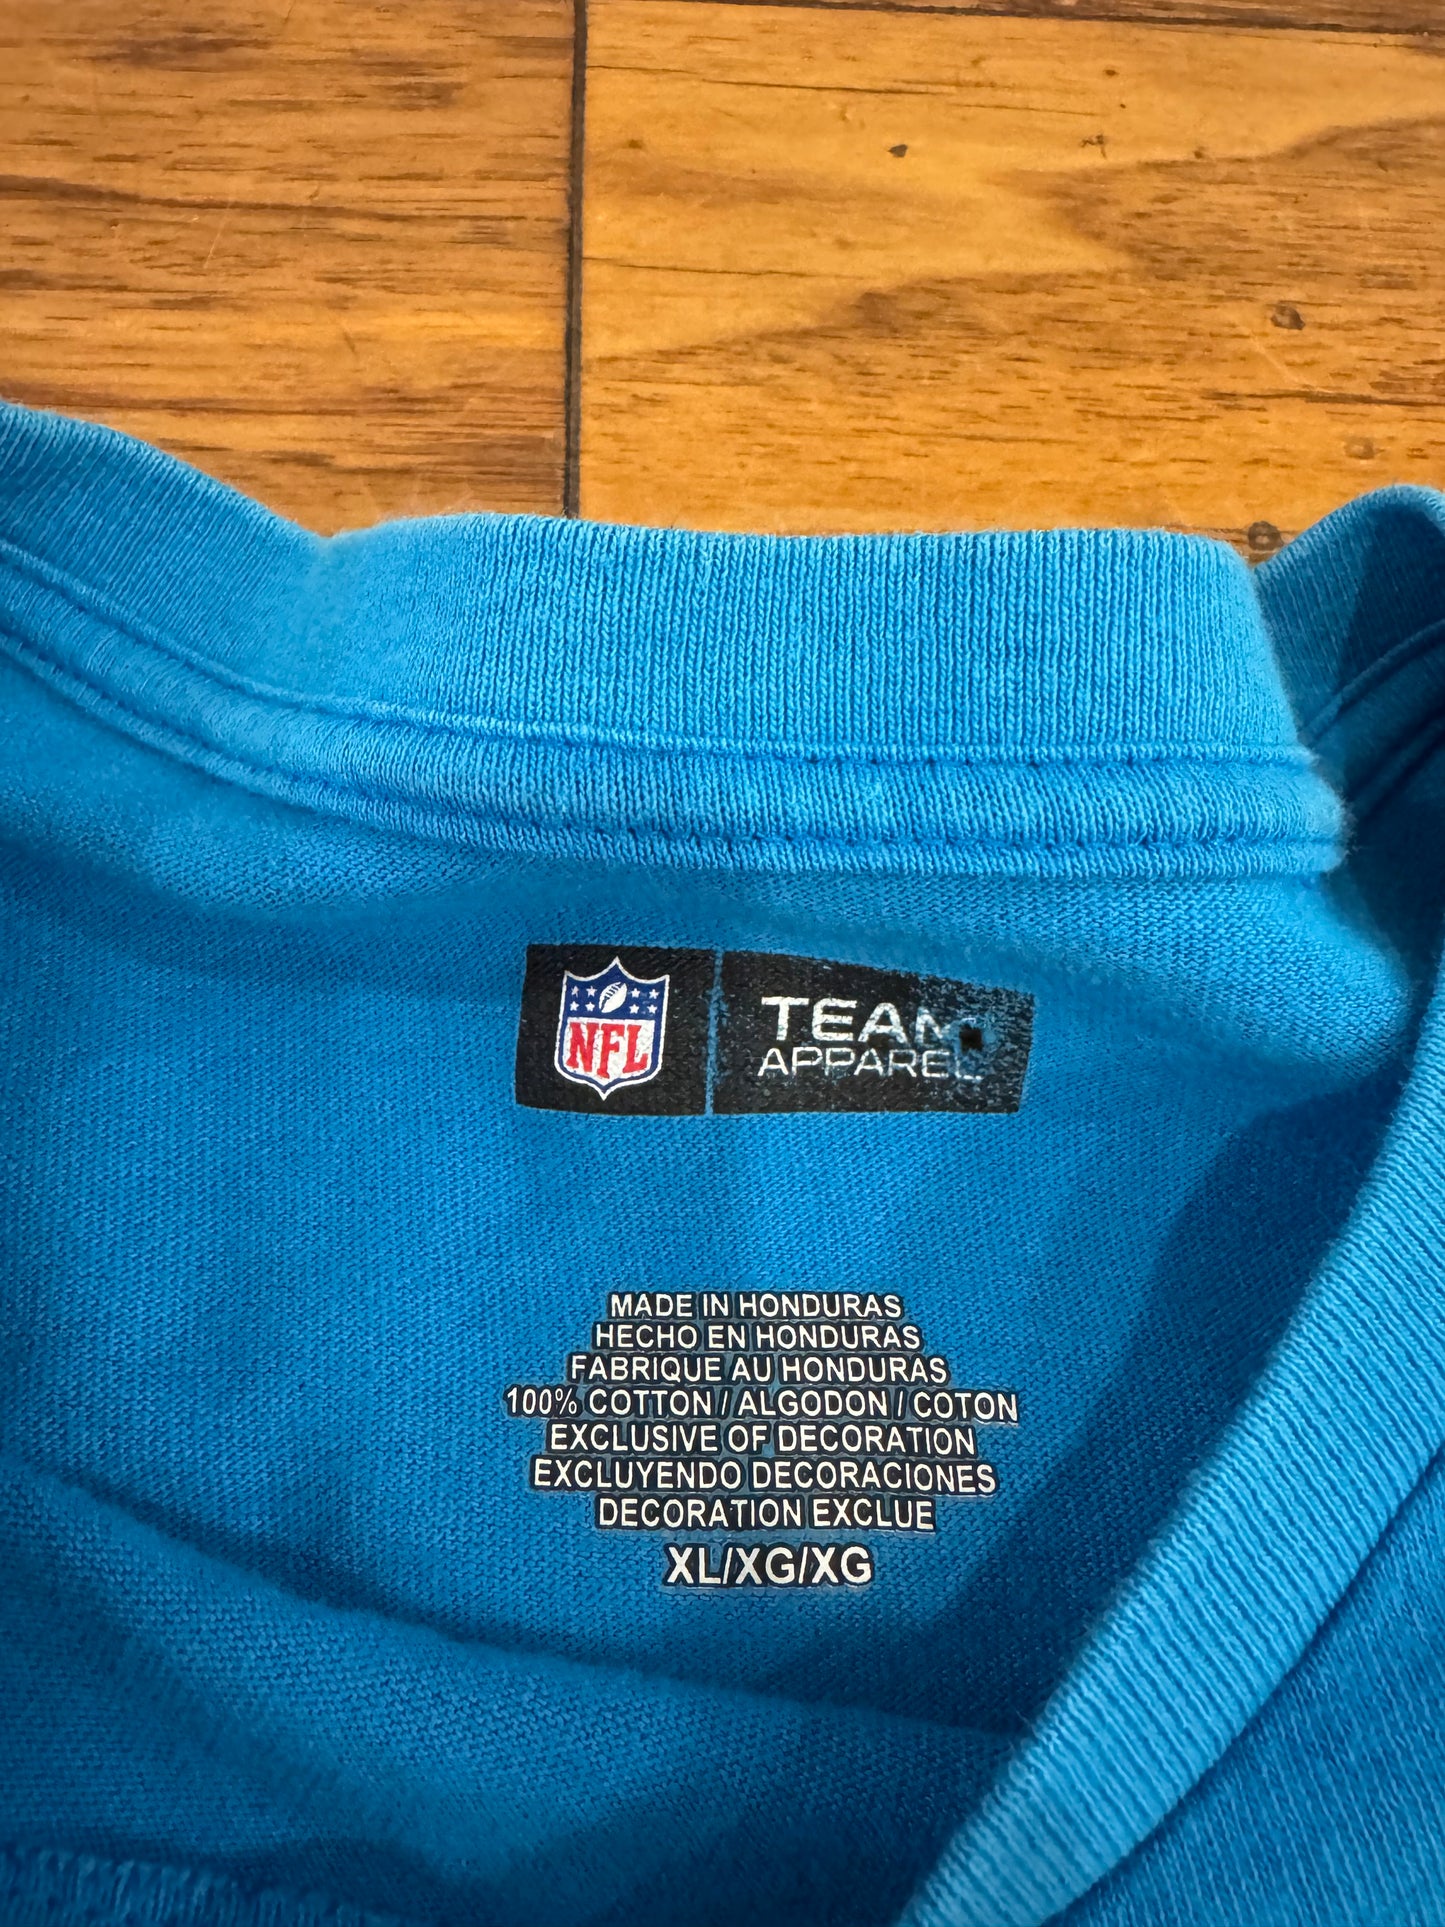 NFL
TEAM
APPAREL
MADE IN HONDURAS
HECHO EN HONDURAS
FABRIQUE AU HONDURAS
100% COTTON / ALGODON / COTON
EXCLUSIVE OF DECORATION
EXCLUYENDO DECORACIONES
DECORATION EXCLUE
XL/XG/XG